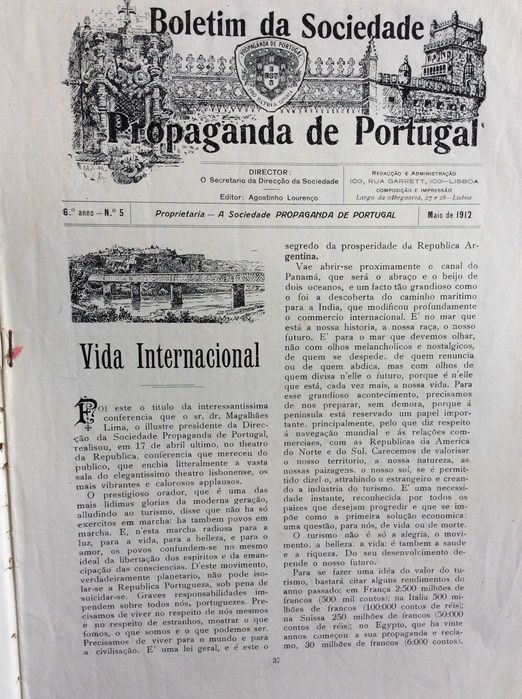 Boletim da Sociedade
PROPAGANDA DE PORTUGAL
Propaganda de Portugal
DIRECTOR:
O Secretario da Direcção da Sociedade
Editor: Agostinho Lourenço
REDACÇÃO E ADMINISTRAÇÃO
103, RUA GARRETT, 103—LISBOA
COMPOSIÇÃO E IMPRESSÃO
Largo da Abegoaria, 27 e 28—Lisboa
6.º anno — N.º 5
Proprietaria — A Sociedade PROPAGANDA DE PORTUGAL
Maio de 1912
Vida Internacional
FOI este o titulo da interessantissima
conferencia que o sr. dr. Magalhães
Lima, o illustre presidente da Direc-
ção da Sociedade Propaganda de Portugal,
realisou, em 17 de abril ultimo, no theatro
da Republica, conferencia que mereceu do
publico, que enchia litteralmente a vasta
sala do elegantissimo theatro lisbonense, os
mais vibrantes e calorosos applausos.
O prestigioso orador, que é uma das
mais lidimas glorias da moderna geração,
alludindo ao turismo, disse que não ha só
exercitos em marcha: ha tambem povos em
marcha. E, n'esta marcha radiosa para a
luz, para a vida, para a belleza, e para o
amor, os povos confundem-se no mesmo
ideal da libertação dos espiritos e da eman-
cipação das consciencias. D'este movimento,
verdadeiramente planetario, não pode iso-
lar-se a Republica Portugueza, sob pena de
suicidar-se. Graves responsabilidades im-
pendem sobre todos nós, portuguezes. Pre-
cisamos de viver no respeito de nós mesmos
e no respeito de estranhos, mostrar o que
fomos, o que somos e o que podemos ser.
Precisamos de viver para o mundo e para
a civilisação. E' uma lei geral, e é este o
segredo da prosperidade da Republica Ar-
gentina.
Vae abrir-se proximamente o canal do
Panamá, que será o abraço e o beijo de
dois oceanos, e um facto tão grandioso como
o foi a descoberta do caminho maritimo
para a India, que modificou profundamente
o commercio internacional. E' no mar que
está a nossa historia, a nossa raça, o nosso
futuro. E' para o mar que devemos olhar,
não com olhos melancholicos e nostalgicos,
de quem se despede, de quem renuncia
ou de quem abdica, mas com olhos de
quem divisa n'elle o futuro, porque é n'elle
que está, cada vez mais, a nossa vida. Para
esse grandioso acontecimento, precisamos
de nos preparar, sem demora, porque á
peninsula está reservado um papel impor-
tante, principalmente, pelo que diz respeito
á navegação mundial e ás relações com-
merciaes, com as Republicas da America
do Norte e do Sul. Carecemos de valorisar
o nosso territorio, a nossa natureza, as
nossas paizagens, o nosso sol, se é permit-
tido dizel-o, attrahindo o estrangeiro e crean-
do a industria do turismo. E' uma necessi-
dade instante, reconhecida por todos os
paizes que desejam progredir e que se im-
põe como a primeira solução economica:
uma questão, para nós, de vida ou de morte.
O turismo não é só a alegria, o movi-
mento, a belleza, a vida: é tambem a saude
e a riqueza. Do seu desenvolvimento de-
pende o nosso futuro.
Para se fazer uma idéa do valor do tu-
rismo, bastará citar alguns rendimentos do
anno passado: em França 2:500 milhões de
francos (500 mil contos); na Italia 500 mi-
lhões de francos (100:000 contos de réis);
na Suissa 250 milhões de francos (50:000
contos de réis); no Egypto, que ha vinte
annos começou a sua propaganda e recla-
mo, 30 milhões de francos (6:000 contos).
37